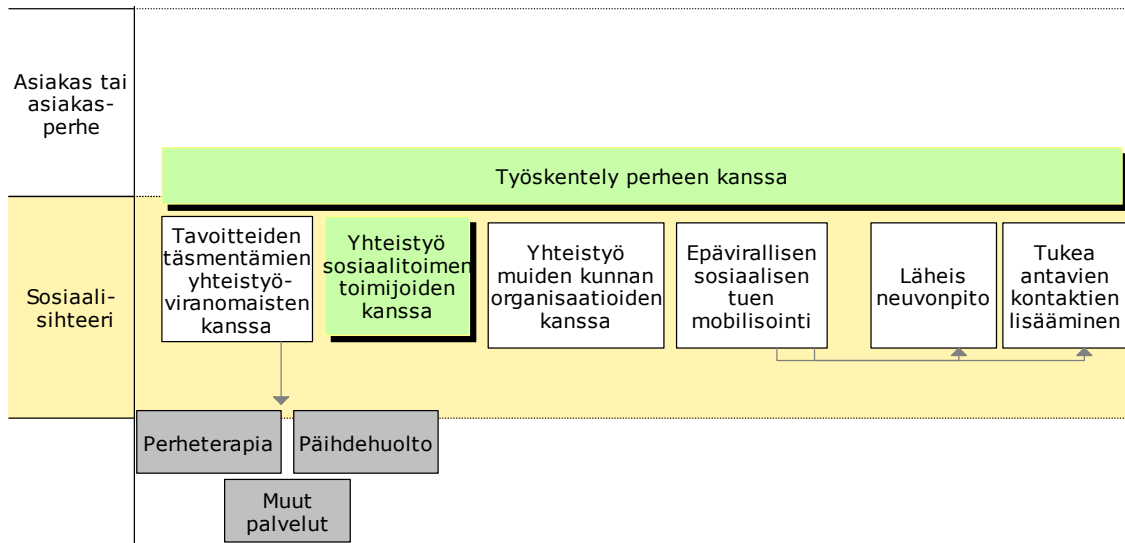 Asiakas tai
asiakas-
perhe
Työskentely perheen kanssa
Sosiaali-
sihteeri
Tavoitteiden
täsmentämien
yhteistyö-
viranomaisten
kanssa
Yhteistyö
sosiaalitoimen
toimijoiden
kanssa
Yhteistyö
muiden kunnan
organisaatioiden
kanssa
Epävirallisen
sosiaalisen
tuen
mobilisointi
Läheis
neuvonpito
Tukea
antavien
kontaktien
lisääminen
Perheterapia
Päihdehuolto
Muut
palvelut